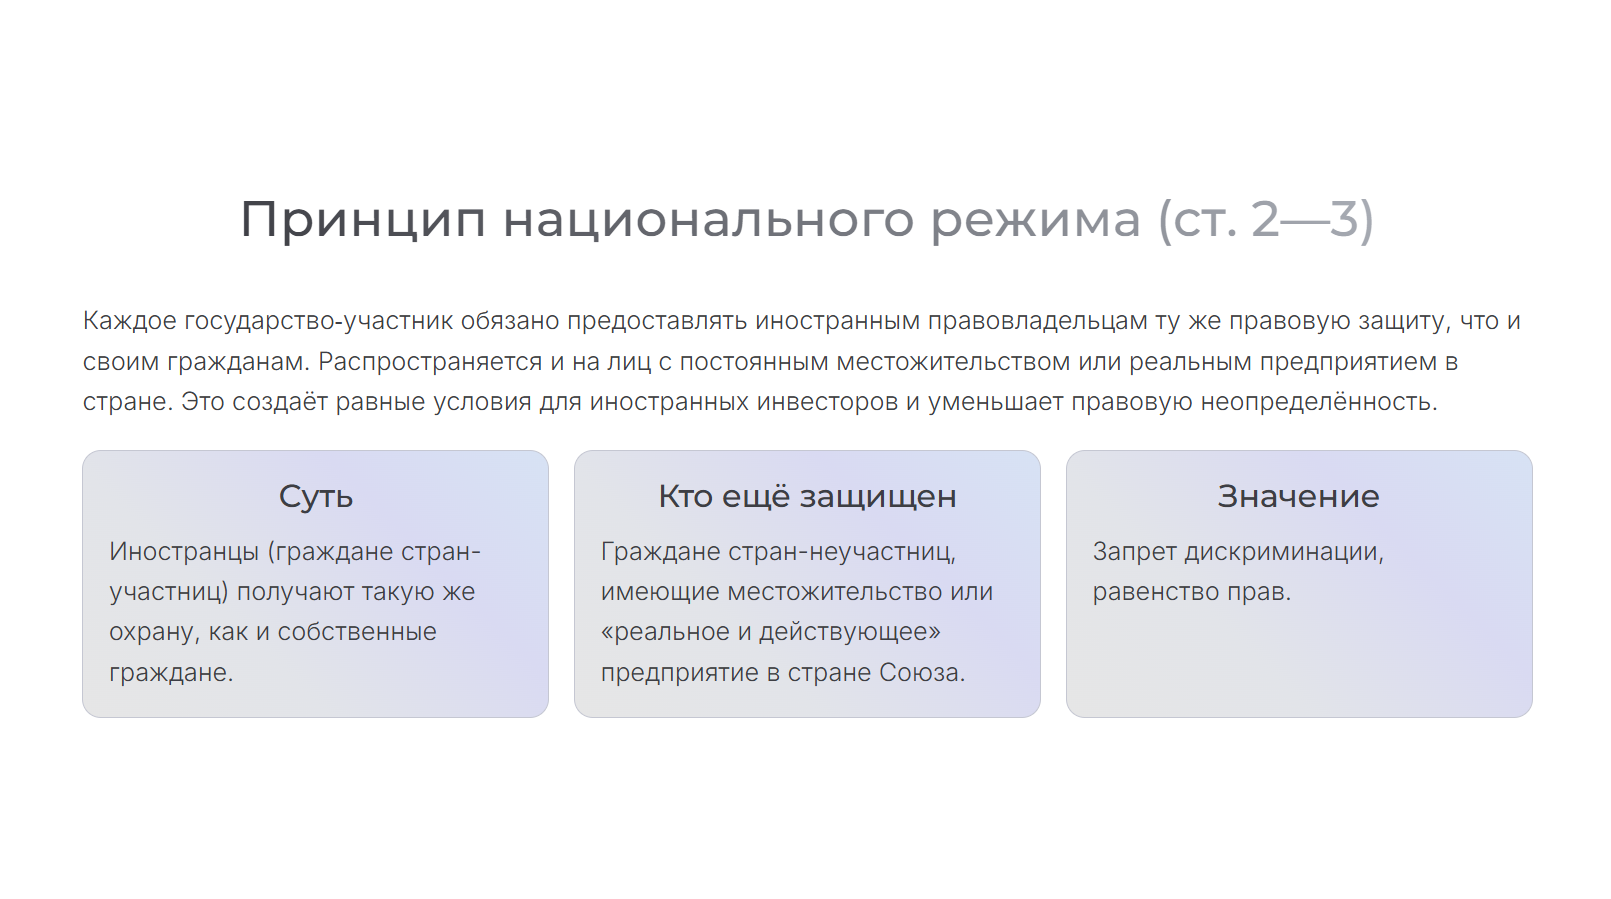 Принцип национального режима (ст. 2—3)
Каждое государство-участник обязано предоставлять иностранным правовладельцам ту же правовую защиту, что и
своим гражданам. Распространяется и на лиц с постоянным местожительством или реальным предприятием в
стране. Это создаёт равные условия для иностранных инвесторов и уменьшает правовую неопределённость.
Суть
Иностранцы (граждане стран-
участниц) получают такую же
охрану, как и собственные
граждане.
Кто ещё защищен
Граждане стран-неучастниц,
имеющие местожительство или
«реальное и действующее»
предприятие в стране Союза.
Значение
Запрет дискриминации,
равенство прав.